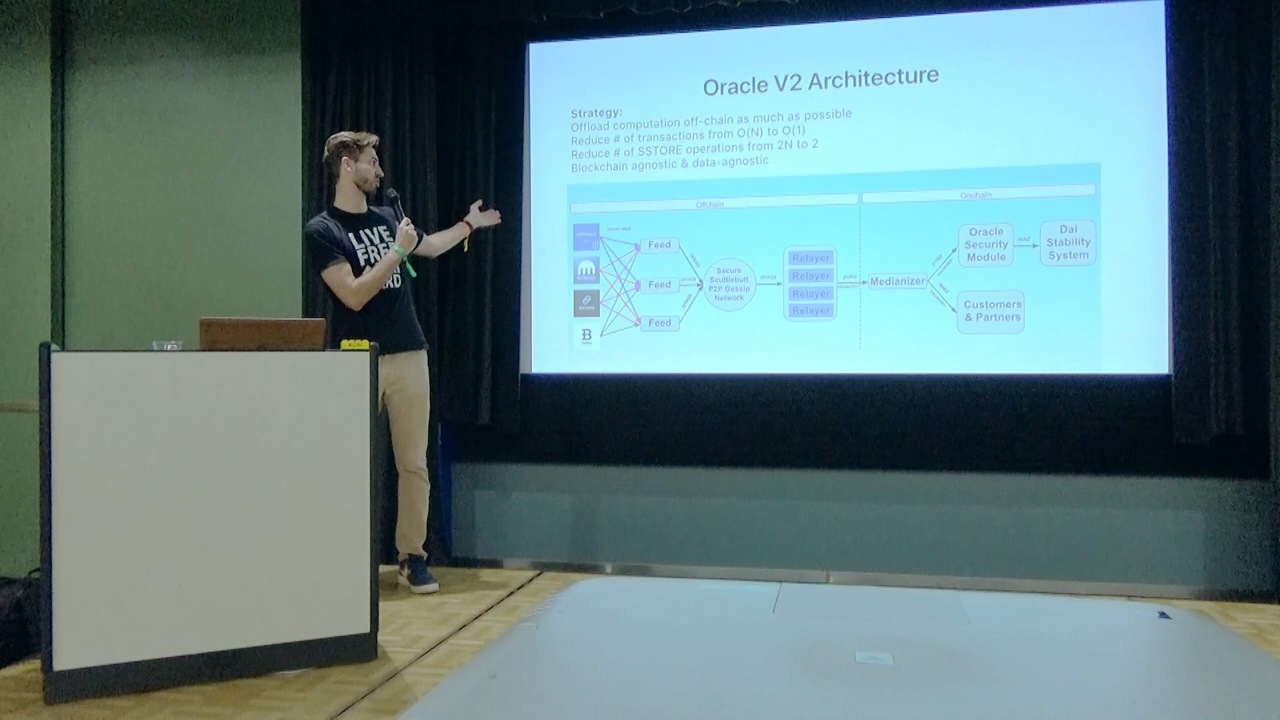 Oracle V2 Architecture
Strategy:
Offload computation off-chain as much as possible
Reduce # of transactions from O(N) to O(1)
Reduce # of SSTORE operations from 2N to 2
Blockchain agnostic & data-agnostic
Offchain
Onchain
Feed
Feed
Feed
Secure
Scuttlebutt
P2P Gossip
Network
Relayer
Relayer
Relayer
Relayer
Medianizer
Oracle
Security
Module
read
Dai
Stability
System
Customers
& Partners
LIVE
FREE